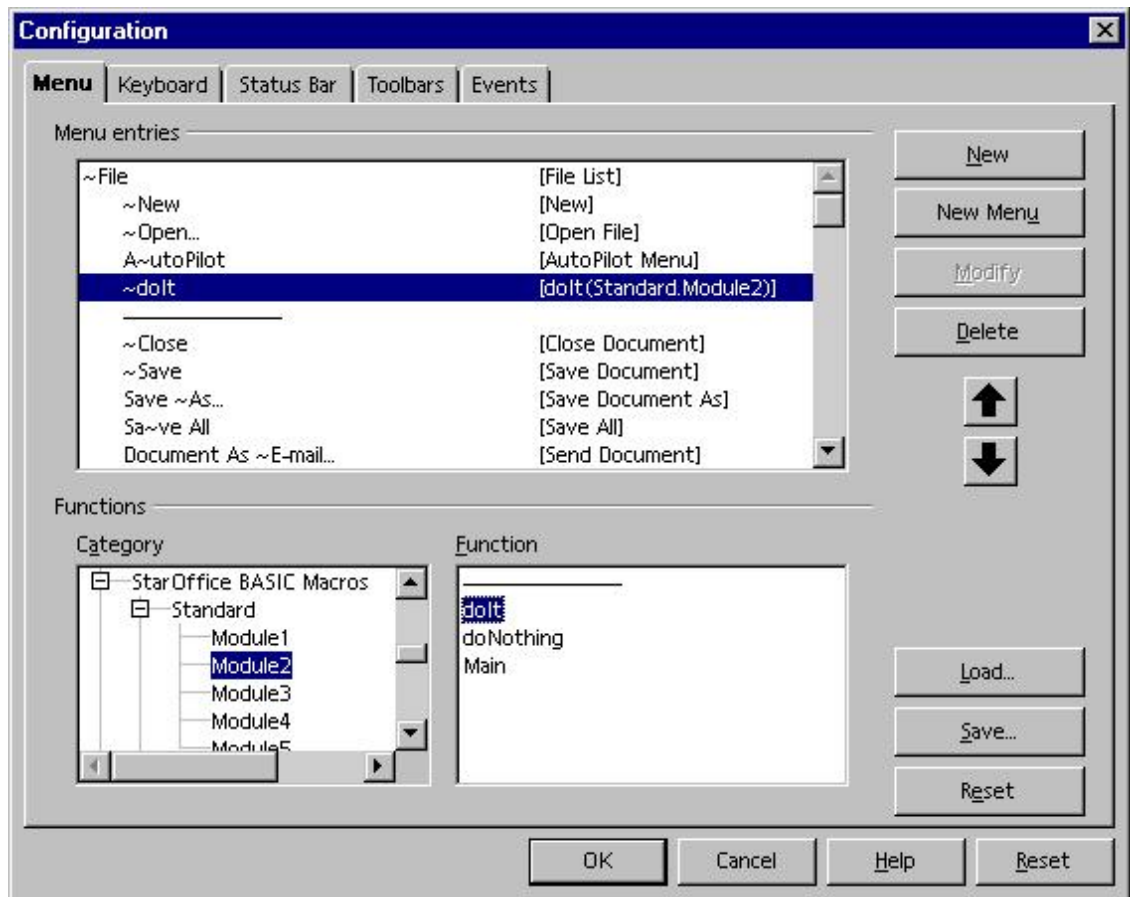 Configuration
Menu Keyboard Status Bar Toolbars Events
Menu entries
~File [File List]
~New [New]
~Open... [Open File]
A~utoPilot [AutoPilot Menu]
~doIt [doIt(Standard.Module2)]
~Close [Close Document]
~Save [Save Document]
Save ~As... [Save Document As]
Sa~ve All [Save All]
Document As ~E-mail... [Send Document]
New
New Menu
Modify
Delete
Functions
Category
StarOffice BASIC Macros
Standard
Module1
Module2
Module3
Module4
Module5
Function
doIt
doNothing
Main
Load...
Save...
Reset
OK Cancel Help Reset